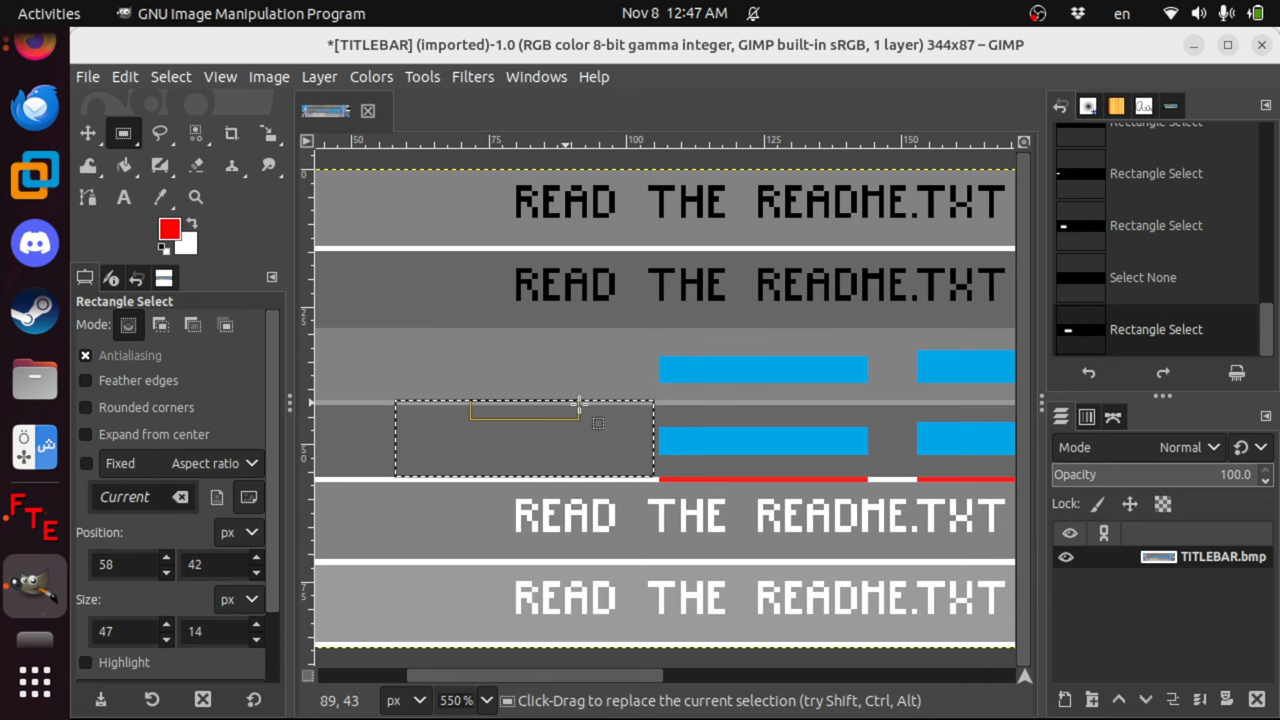 Activities GNU Image Manipulation Program Nov 8 12:47 AM en
*[TITLEBAR] (imported)-1.0 (RGB color 8-bit gamma integer, GIMP built-in sRGB, 1 layer) 344x87 – GIMP
File Edit Select View Layer Image Colors Tools Filters Windows Help
50 75 100 125 150
0
25
50
75
READ THE README.TXT
READ THE README.TXT
READ THE README.TXT
READ THE README.TXT
Rectangle Select
Mode:
Antialiasing
Feather edges
Rounded corners
Expand from center
Fixed Aspect ratio
Current
Position: px
58 42
Size: px
47 14
Highlight
89, 43 px 550% Click-Drag to replace the current selection (try Shift, Ctrl, Alt)
Rectangle Select
Rectangle Select
Rectangle Select
Select None
Rectangle Select
Mode Normal
Opacity 100.0
Lock:
TITLEBAR.bmp
FTE
Ö
ش
Aa
A